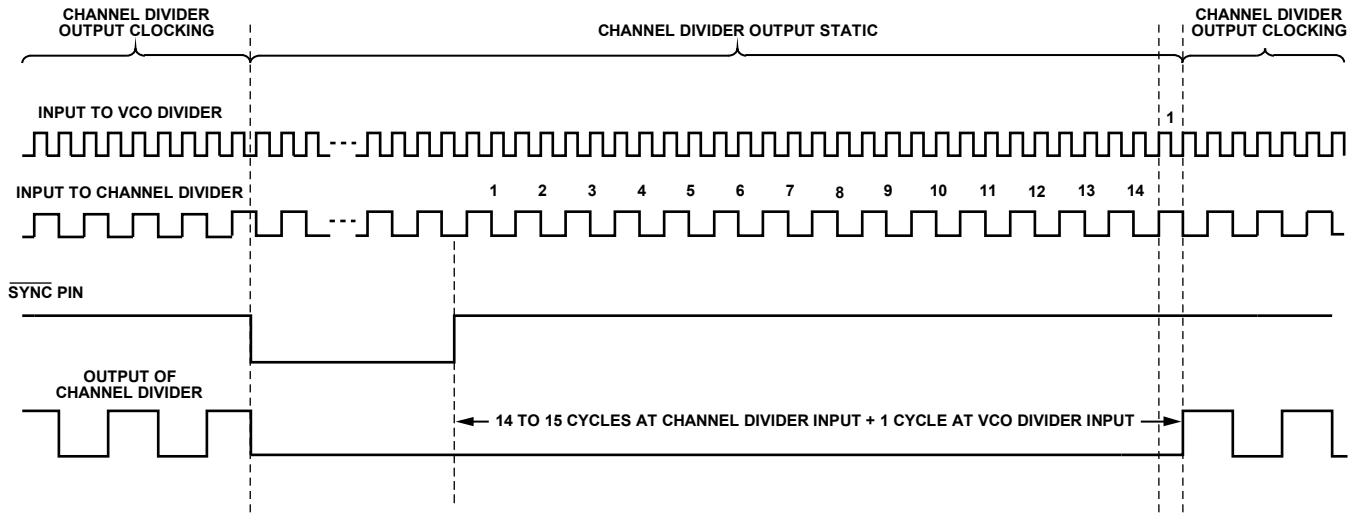 CHANNEL DIVIDER
OUTPUT CLOCKING
CHANNEL DIVIDER OUTPUT STATIC
CHANNEL DIVIDER
OUTPUT CLOCKING
INPUT TO VCO DIVIDER
1
INPUT TO CHANNEL DIVIDER
1 2 3 4 5 6 7 8 9 10 11 12 13 14
SYNC PIN
OUTPUT OF
CHANNEL DIVIDER
14 TO 15 CYCLES AT CHANNEL DIVIDER INPUT + 1 CYCLE AT VCO DIVIDER INPUT